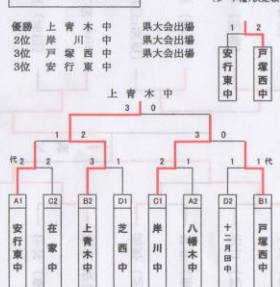 優勝 上青木中 県大会出場
2位 岸川中 県大会出場
3位 戸塚西中 県大会出場
3位 安行東中
1 2
安行東中 戸塚西中
上青木中
3 0
1 2 3 0
代 2 2 3 1 2 1 1 1 代
A1 C2 B2 D1 C1 A2 D2 B1
安行東中 在家中 上青木中 芝西中 岸川中 八幡木中 十二月田中 戸塚西中